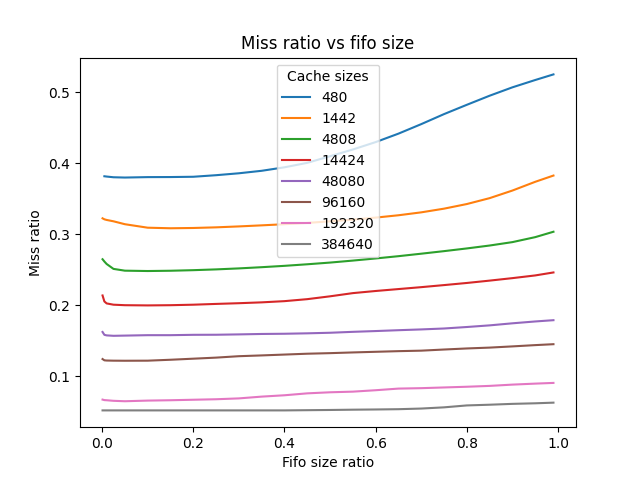 Miss ratio vs fifo size
Cache sizes
480
1442
4808
14424
48080
96160
192320
384640
Miss ratio
0.5
0.4
0.3
0.2
0.1
0.0 0.2 0.4 0.6 0.8 1.0
Fifo size ratio